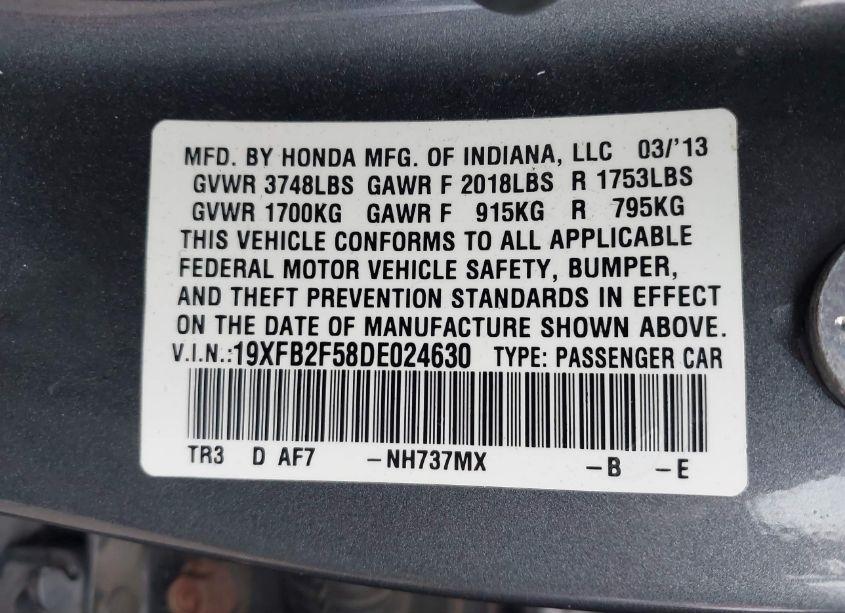 MFD. BY HONDA MFG. OF INDIANA, LLC 03/'13
GVWR 3748LBS GAWR F 2018LBS R 1753LBS
GVWR 1700KG GAWR F 915KG R 795KG
THIS VEHICLE CONFORMS TO ALL APPLICABLE
FEDERAL MOTOR VEHICLE SAFETY, BUMPER,
AND THEFT PREVENTION STANDARDS IN EFFECT
ON THE DATE OF MANUFACTURE SHOWN ABOVE.
V.I.N.:19XFB2F58DE024630 TYPE: PASSENGER CAR
TR3 D AF7 –NH737MX –B –E